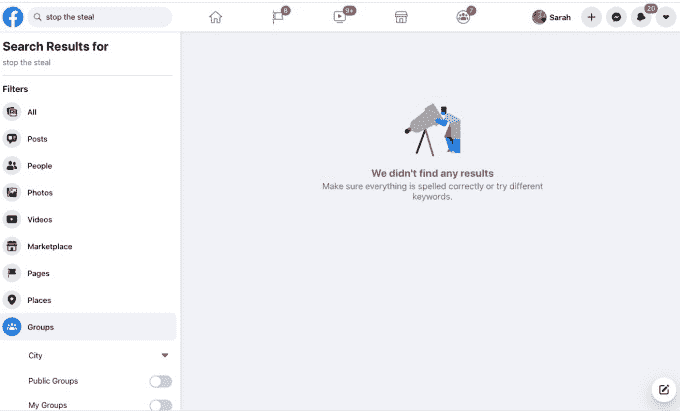 stop the steal
8
9+
7
Sarah
20
Search Results for
stop the steal
Filters
All
Posts
People
Photos
Videos
Marketplace
Pages
Places
Groups
City
Public Groups
My Groups
We didn't find any results
Make sure everything is spelled correctly or try different
keywords.